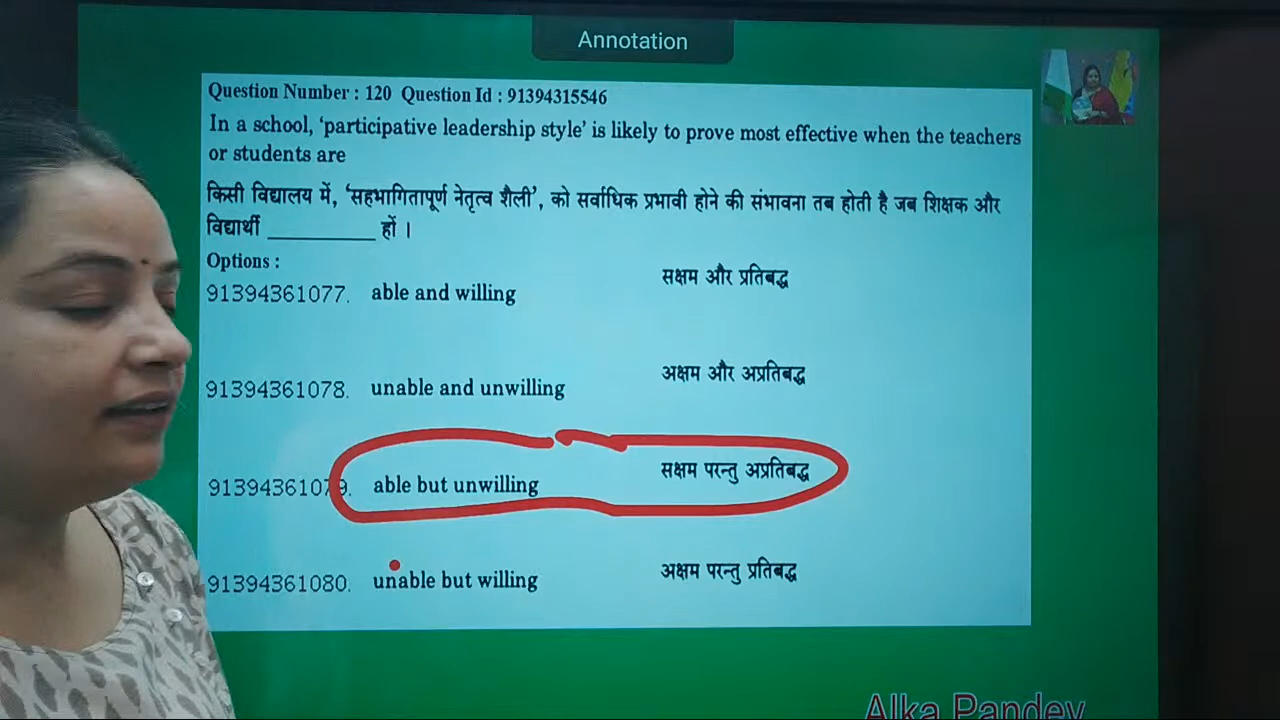 Annotation
Question Number : 120 Question Id : 91394315546
In a school, ‘participative leadership style’ is likely to prove most effective when the teachers
or students are
किसी विद्यालय में, ‘सहभागितापूर्ण नेतृत्व शैली’, को सर्वाधिक प्रभावी होने की संभावना तब होती है जब शिक्षक और
विद्यार्थी __________ हों ।
Options :
91394361077. able and willing सक्षम और प्रतिबद्ध
91394361078. unable and unwilling अक्षम और अप्रतिबद्ध
91394361079. able but unwilling सक्षम परन्तु अप्रतिबद्ध
91394361080. unable but willing अक्षम परन्तु प्रतिबद्ध
Alka Pandey